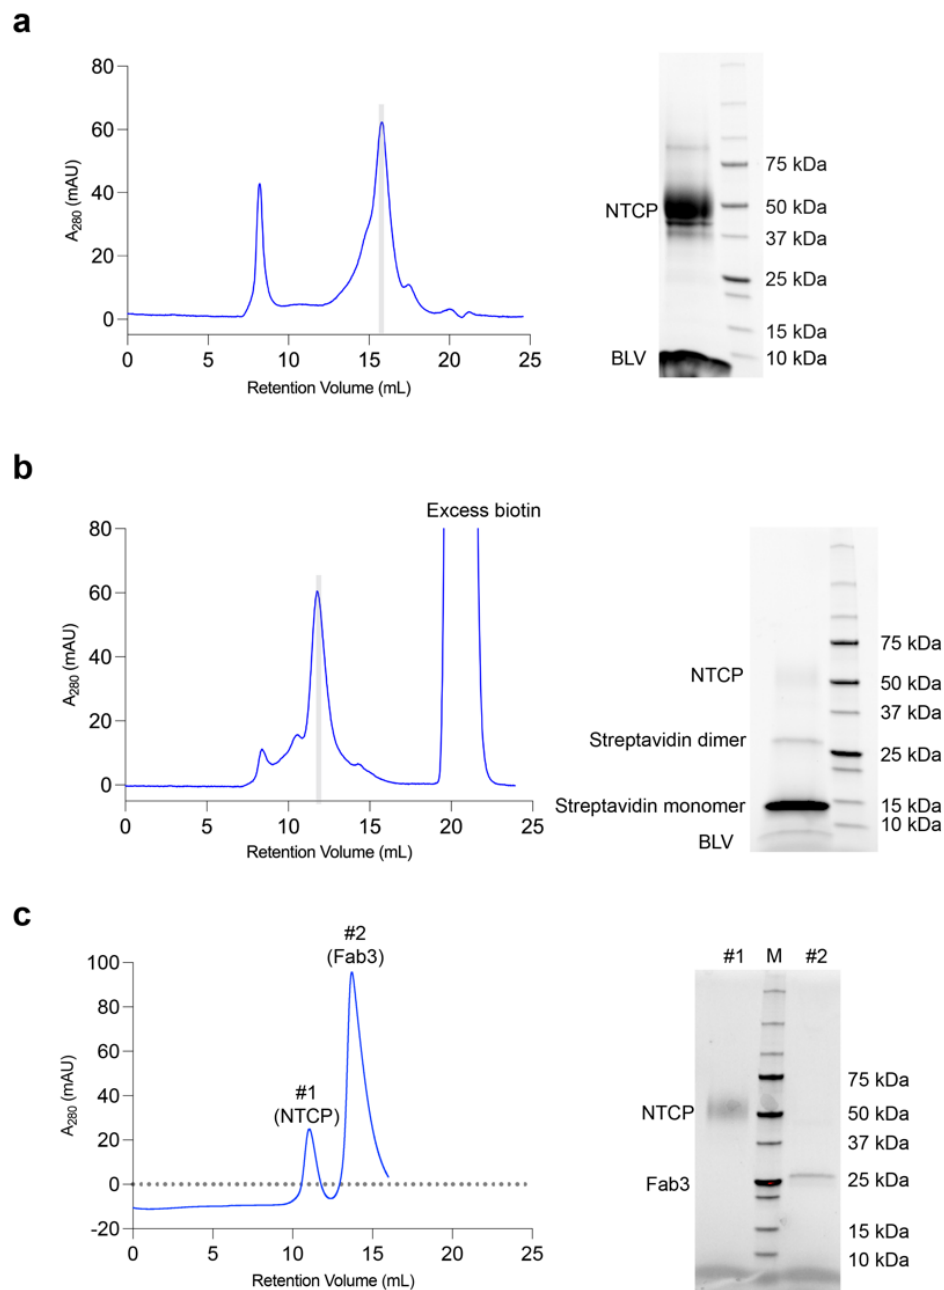 a
80
60
40
20
0
A280 (mAU)
0 5 10 15 20 25
Retention Volume (mL)
NTCP
BLV
75 kDa
50 kDa
37 kDa
25 kDa
15 kDa
10 kDa
b
Excess biotin
80
60
40
20
0
A280 (mAU)
0 5 10 15 20 25
Retention Volume (mL)
NTCP
Streptavidin dimer
Streptavidin monomer
BLV
75 kDa
50 kDa
37 kDa
25 kDa
15 kDa
10 kDa
c
#2
(Fab3)
#1
(NTCP)
100
80
60
40
20
0
-20
A280 (mAU)
0 5 10 15 20 25
Retention Volume (mL)
#1 M #2
NTCP
Fab3
75 kDa
50 kDa
37 kDa
25 kDa
15 kDa
10 kDa